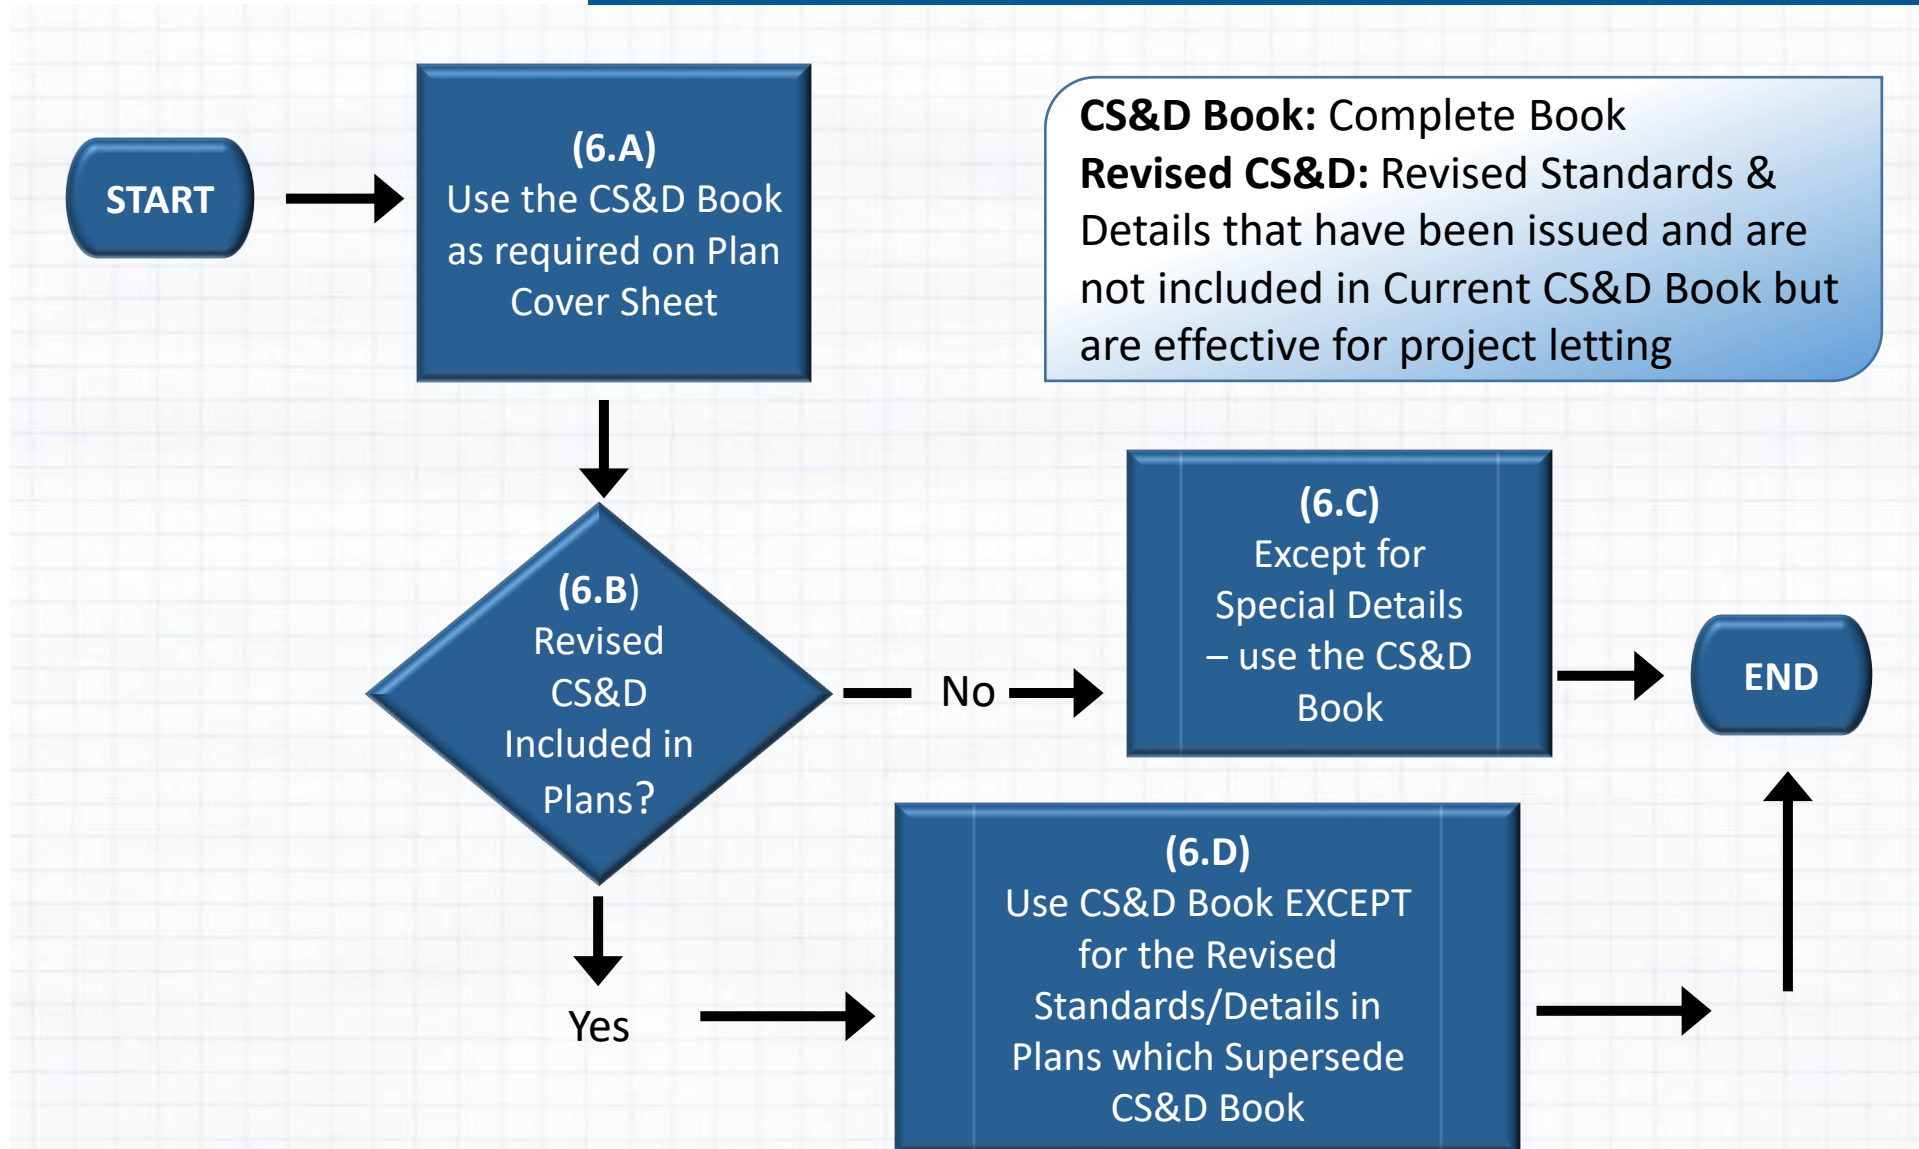 START
(6.A)
Use the CS&D Book
as required on Plan
Cover Sheet
CS&D Book: Complete Book
Revised CS&D: Revised Standards &
Details that have been issued and are
not included in Current CS&D Book but
are effective for project letting
(6.B)
Revised
CS&D
Included in
Plans?
No
(6.C)
Except for
Special Details
– use the CS&D
Book
END
Yes
(6.D)
Use CS&D Book EXCEPT
for the Revised
Standards/Details in
Plans which Supersede
CS&D Book